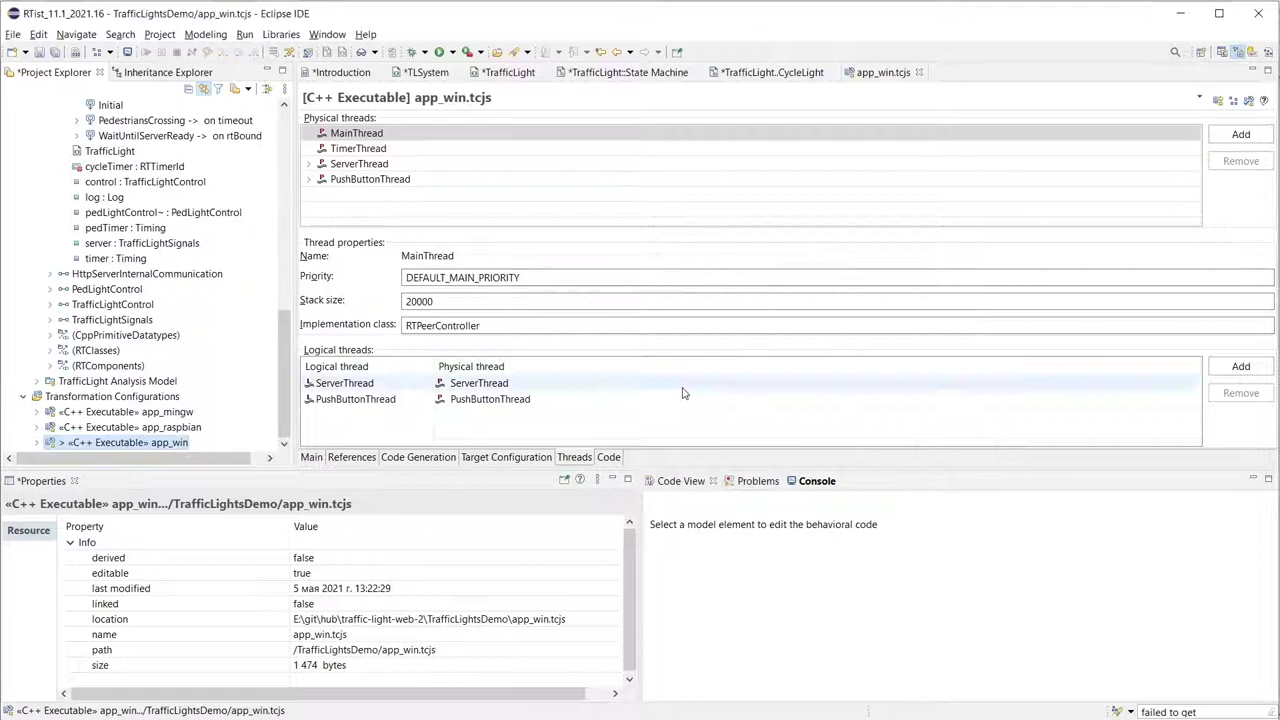 RTist_11.1_2021.16 - TrafficLightsDemo/app_win.tcjs - Eclipse IDE
File Edit Navigate Search Project Modeling Run Libraries Window Help
*Project Explorer Inheritance Explorer
*Introduction *TLSystem *TrafficLight *TrafficLight::State Machine *TrafficLight..CycleLight app_win.tcjs
Initial
PedestriansCrossing -> on timeout
WaitUntilServerReady -> on rtBound
TrafficLight
cycleTimer : RTTimerId
control : TrafficLightControl
log : Log
pedLightControl~ : PedLightControl
pedTimer : Timing
server : TrafficLightSignals
timer : Timing
HttpServerInternalCommunication
PedLightControl
TrafficLightControl
TrafficLightSignals
(CppPrimitiveDatatypes)
(RTClasses)
(RTComponents)
TrafficLight Analysis Model
Transformation Configurations
«C++ Executable» app_mingw
«C++ Executable» app_raspbian
> «C++ Executable» app_win
[C++ Executable] app_win.tcjs
Physical threads:
MainThread
TimerThread
ServerThread
PushButtonThread
Add
Remove
Thread properties:
Name: MainThread
Priority: DEFAULT_MAIN_PRIORITY
Stack size: 20000
Implementation class: RTPeerController
Logical threads:
Logical thread Physical thread
ServerThread ServerThread
PushButtonThread PushButtonThread
Add
Remove
Main References Code Generation Target Configuration Threads Code
*Properties
«C++ Executable» app_win.../TrafficLightsDemo/app_win.tcjs
Resource
Property Value
Info
derived false
editable true
last modified 5 мая 2021 г. 13:22:29
linked false
location E:\git\hub\traffic-light-web-2\TrafficLightsDemo\app_win.tcjs
name app_win.tcjs
path /TrafficLightsDemo/app_win.tcjs
size 1 474 bytes
Code View Problems Console
Select a model element to edit the behavioral code
«C++ Executable» app_win.../TrafficLightsDemo/app_win.tcjs
failed to get